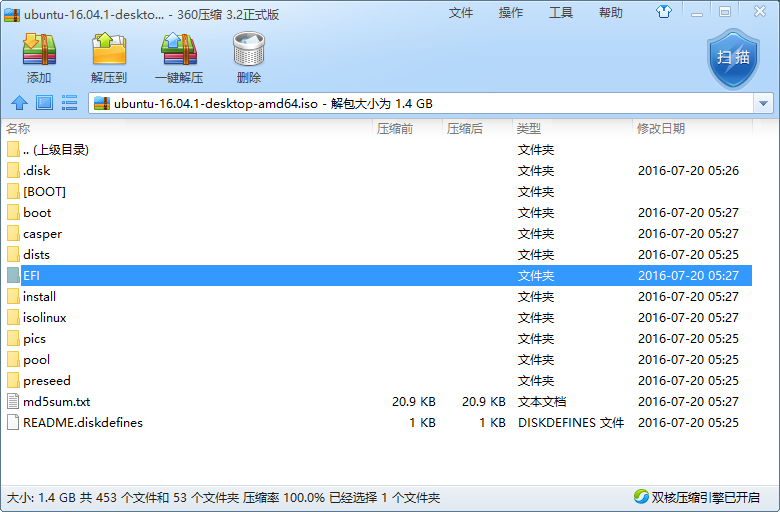 ubuntu-16.04.1-deskto... - 360压缩 3.2正式版 文件 操作 工具 帮助
添加 解压到 一键解压 删除 扫描
ubuntu-16.04.1-desktop-amd64.iso - 解包大小为 1.4 GB
名称 压缩前 压缩后 类型 修改日期
.. (上级目录) 文件夹
.disk 文件夹 2016-07-20 05:26
[BOOT] 文件夹
boot 文件夹 2016-07-20 05:27
casper 文件夹 2016-07-20 05:27
dists 文件夹 2016-07-20 05:25
EFI 文件夹 2016-07-20 05:27
install 文件夹 2016-07-20 05:27
isolinux 文件夹 2016-07-20 05:27
pics 文件夹 2016-07-20 05:25
pool 文件夹 2016-07-20 05:25
preseed 文件夹 2016-07-20 05:25
md5sum.txt 20.9 KB 20.9 KB 文本文档 2016-07-20 05:27
README.diskdefines 1 KB 1 KB DISKDEFINES 文件 2016-07-20 05:25
大小: 1.4 GB 共 453 个文件和 53 个文件夹 压缩率 100.0% 已经选择 1 个文件夹 双核压缩引擎已开启